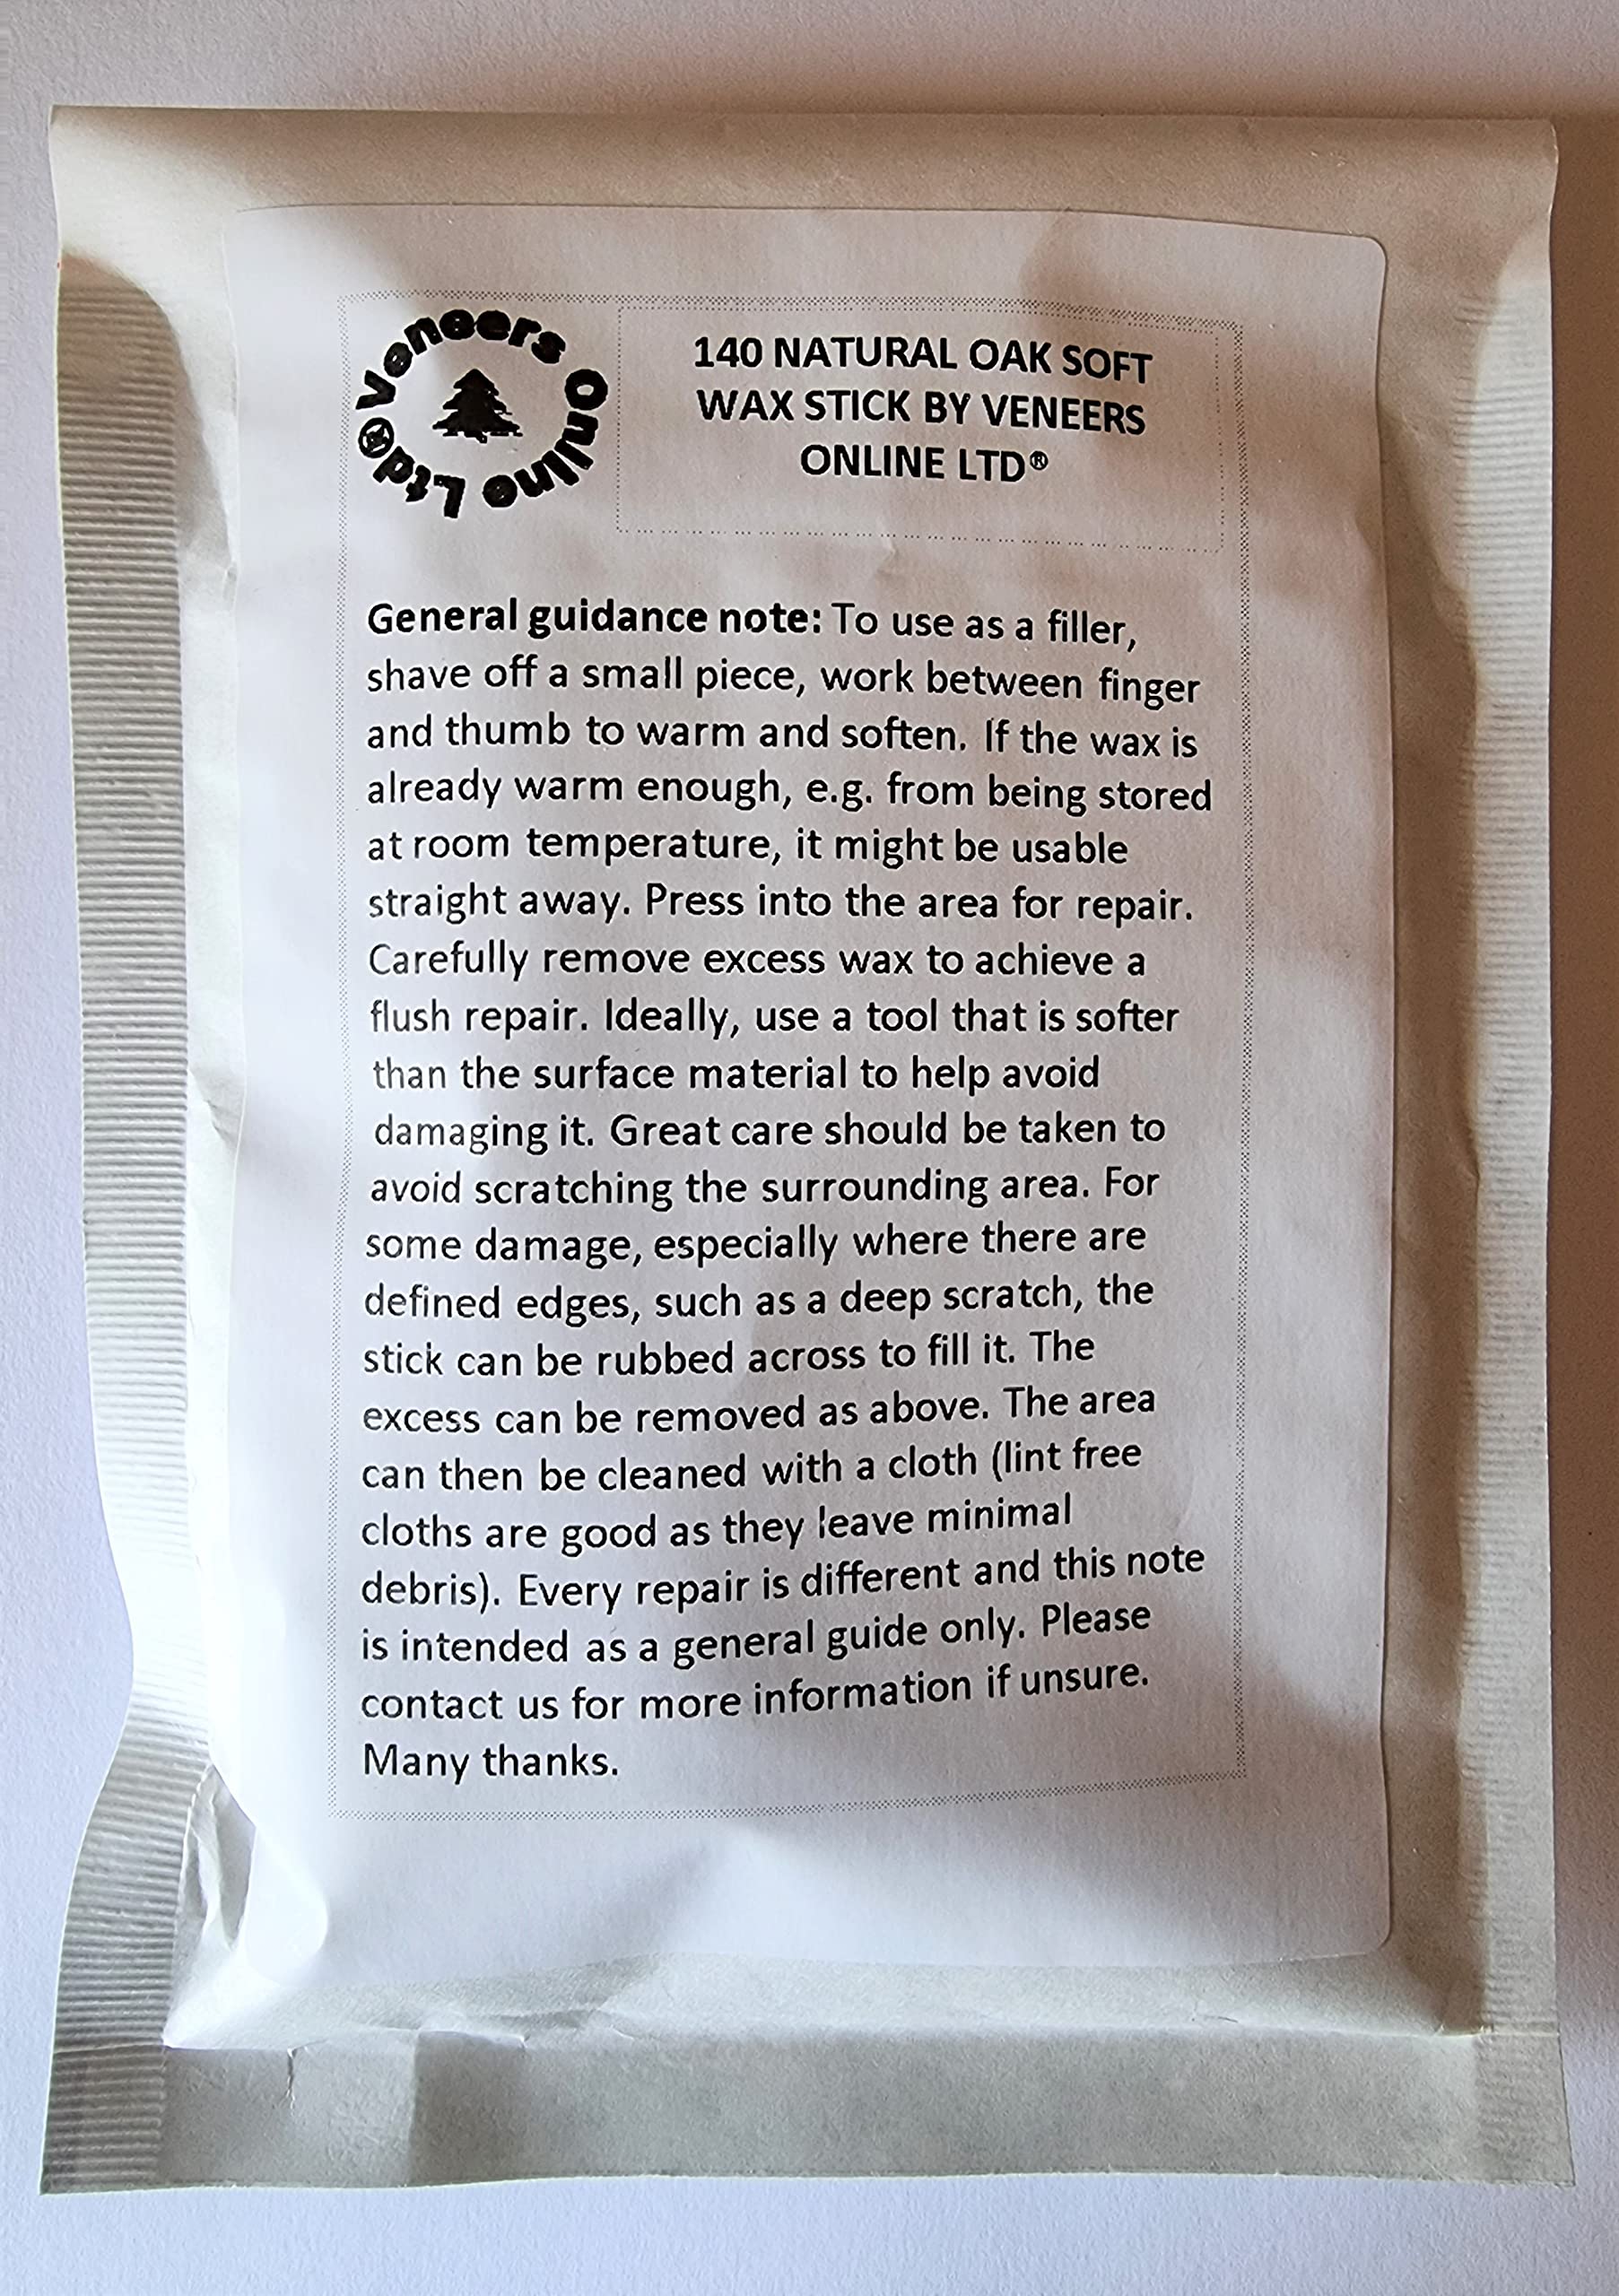 Veneers Online Ltd®
140 NATURAL OAK SOFT
WAX STICK BY VENEERS
ONLINE LTD®
General guidance note: To use as a filler,
shave off a small piece, work between finger
and thumb to warm and soften. If the wax is
already warm enough, e.g. from being stored
at room temperature, it might be usable
straight away. Press into the area for repair.
Carefully remove excess wax to achieve a
flush repair. Ideally, use a tool that is softer
than the surface material to help avoid
damaging it. Great care should be taken to
avoid scratching the surrounding area. For
some damage, especially where there are
defined edges, such as a deep scratch, the
stick can be rubbed across to fill it. The
excess can be removed as above. The area
can then be cleaned with a cloth (lint free
cloths are good as they leave minimal
debris). Every repair is different and this note
is intended as a general guide only. Please
contact us for more information if unsure.
Many thanks.